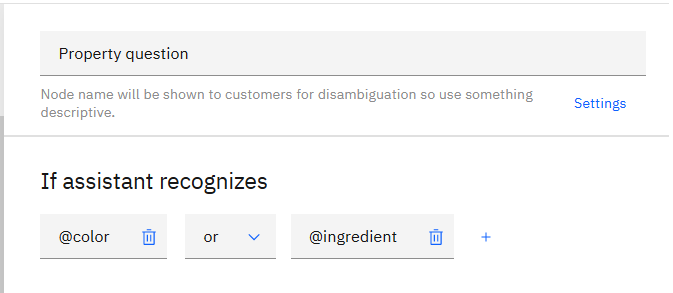 Property question
Node name will be shown to customers for disambiguation so use something
descriptive.
Settings
If assistant recognizes
@color or @ingredient +